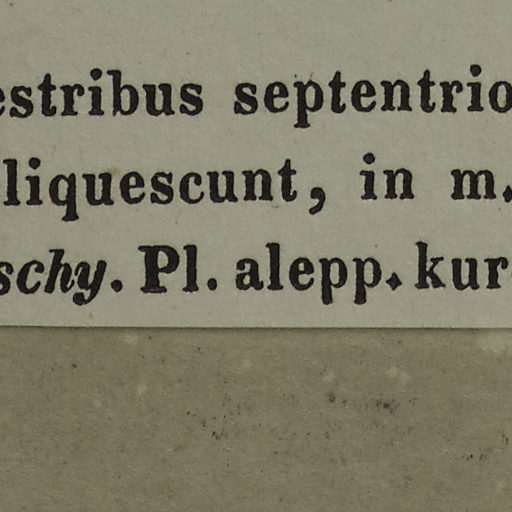 estribus septentrio
liquescunt, in m.
schy. Pl. alepp. kur-